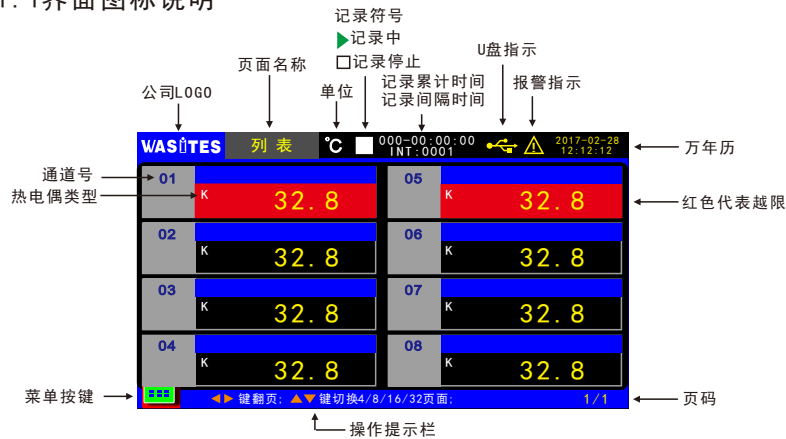 1.1界面图标说明
记录符号
记录中
记录停止
U盘指示
页面名称
单位
记录累计时间
记录间隔时间
报警指示
公司LOGO
WASITES
列表
℃
000-00:00:00
INT:0001
2017-02-28
12:12:12
万年历
通道号
热电偶类型
01
K
32.8
05
K
32.8
红色代表越限
02
K
32.8
06
K
32.8
03
K
32.8
07
K
32.8
04
K
32.8
08
K
32.8
菜单按键
键翻页; 键切换4/8/16/32页面;
1/1
页码
操作提示栏